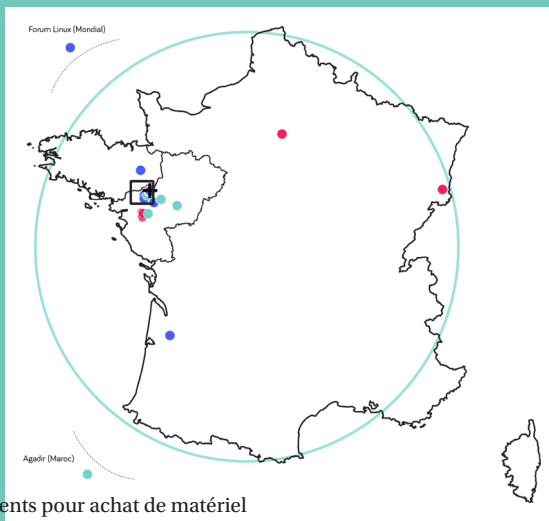 Forum Linux (Mondial)
Agadir (Maroc)
ents pour achat de matériel